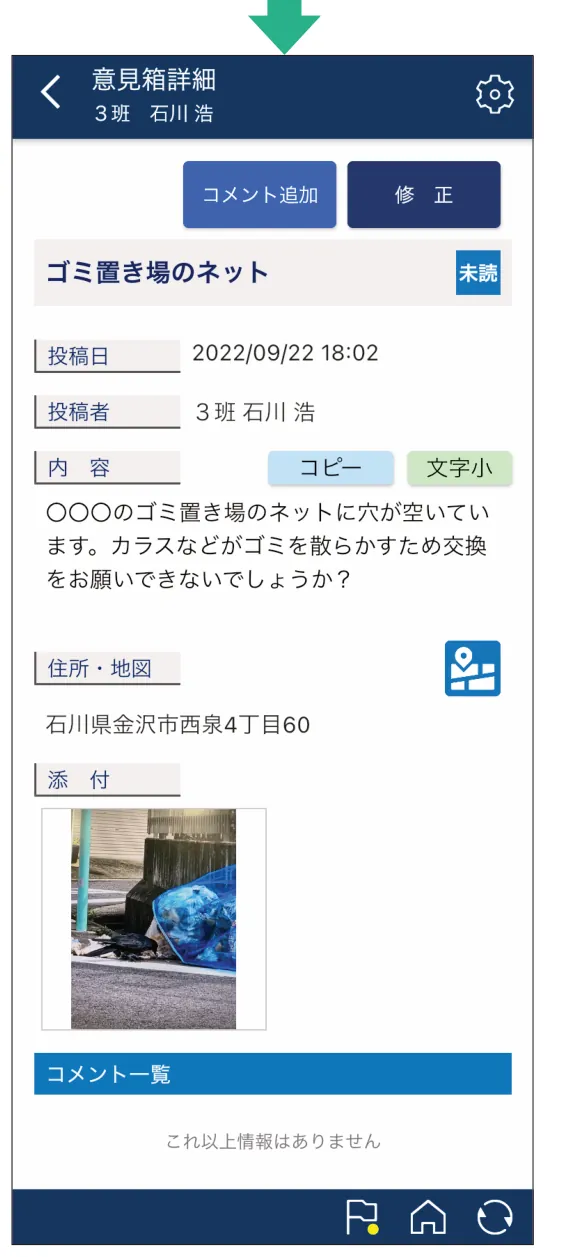 意見箱詳細
３班　石川 浩
コメント追加
修　正
ゴミ置き場のネット
未読
投稿日
2022/09/22 18:02
投稿者
３班 石川 浩
内　容
コピー
文字小
〇〇〇のゴミ置き場のネットに穴が空いてい
ます。カラスなどがゴミを散らかすため交換
をお願いできないでしょうか？
住所・地図
石川県金沢市西泉4丁目60
添　付
コメント一覧
これ以上情報はありません